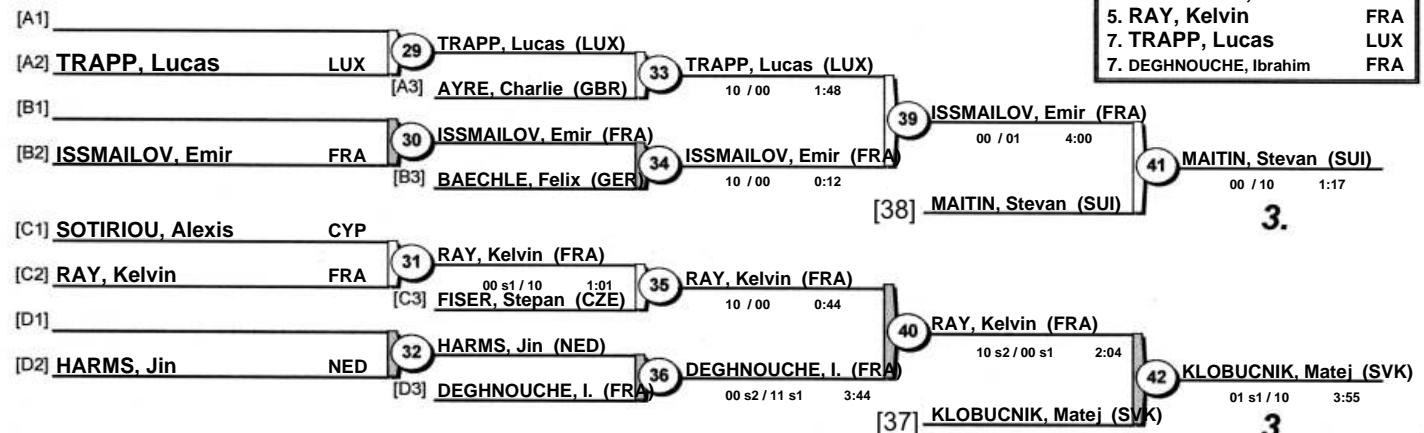 5. RAY, Kelvin FRA
7. TRAPP, Lucas LUX
7. DEGHNOUCHE, Ibrahim FRA
[A1]
[A2] TRAPP, Lucas LUX
29
TRAPP, Lucas (LUX)
[A3] AYRE, Charlie (GBR)
33
TRAPP, Lucas (LUX)
10 / 00 1:48
[B1]
[B2] ISSMAILOV, Emir FRA
30
ISSMAILOV, Emir (FRA)
[B3] BAECHLE, Felix (GER)
34
ISSMAILOV, Emir (FRA)
10 / 00 0:12
39
ISSMAILOV, Emir (FRA)
00 / 01 4:00
[38] MAITIN, Stevan (SUI)
41
MAITIN, Stevan (SUI)
00 / 10 1:17
3.
[C1] SOTIRIOU, Alexis CYP
[C2] RAY, Kelvin FRA
31
RAY, Kelvin (FRA)
00 s1 / 10 1:01
[C3] FISER, Stepan (CZE)
35
RAY, Kelvin (FRA)
10 / 00 0:44
[D1]
[D2] HARMS, Jin NED
32
HARMS, Jin (NED)
[D3] DEGHNOUCHE, I. (FRA)
36
DEGHNOUCHE, I. (FRA)
00 s2 / 11 s1 3:44
40
RAY, Kelvin (FRA)
10 s2 / 00 s1 2:04
[37] KLOBUCNIK, Matej (SVK)
42
KLOBUCNIK, Matej (SVK)
01 s1 / 10 3:55
3